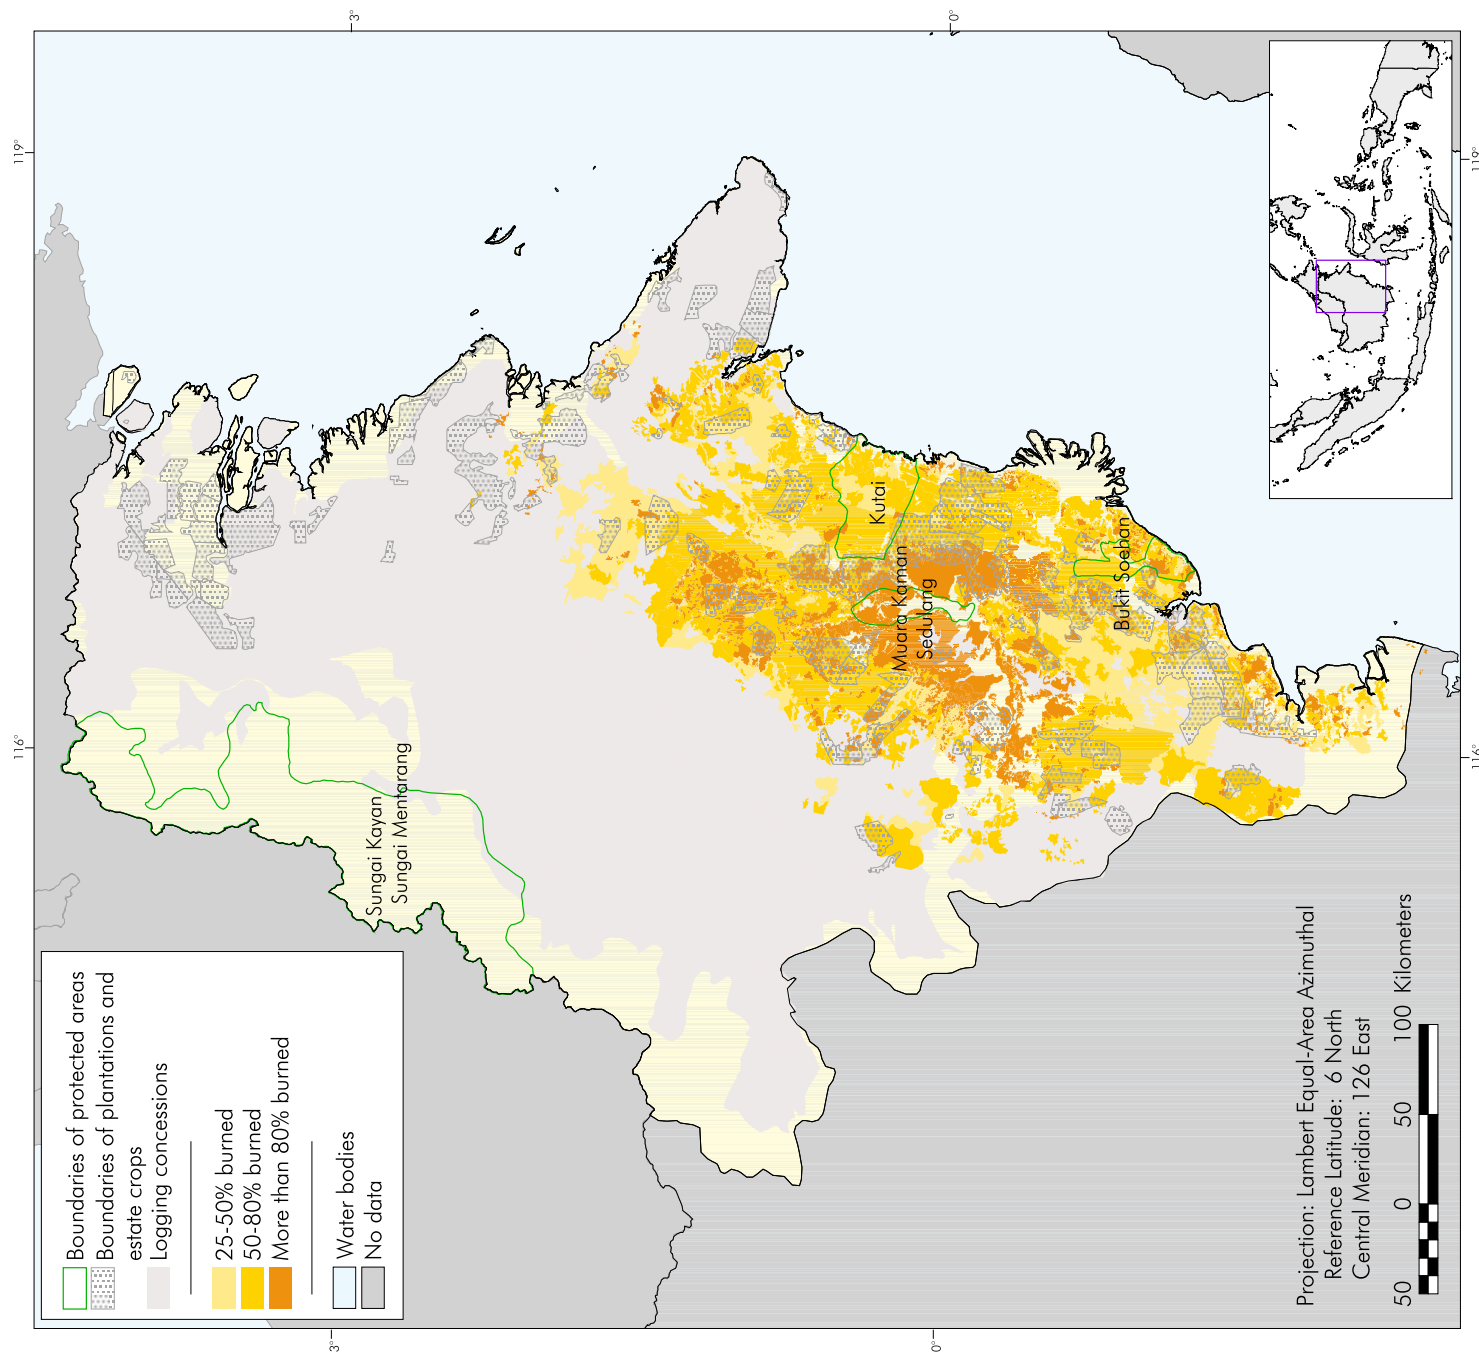 Boundaries of protected areas
Boundaries of plantations and
estate crops
Logging concessions
25-50% burned
50-80% burned
More than 80% burned
Water bodies
No data
Sungai Kayan
Sungai Mentarang
Kutai
Muara Kaman
Sedulang
Bukit Soehan
Projection: Lambert Equal-Area Azimuthal
Reference Latitude: 6 North
Central Meridian: 126 East
50 0 50 100 Kilometers
116°
119°
3°
0°
3°
0°
116°
119°